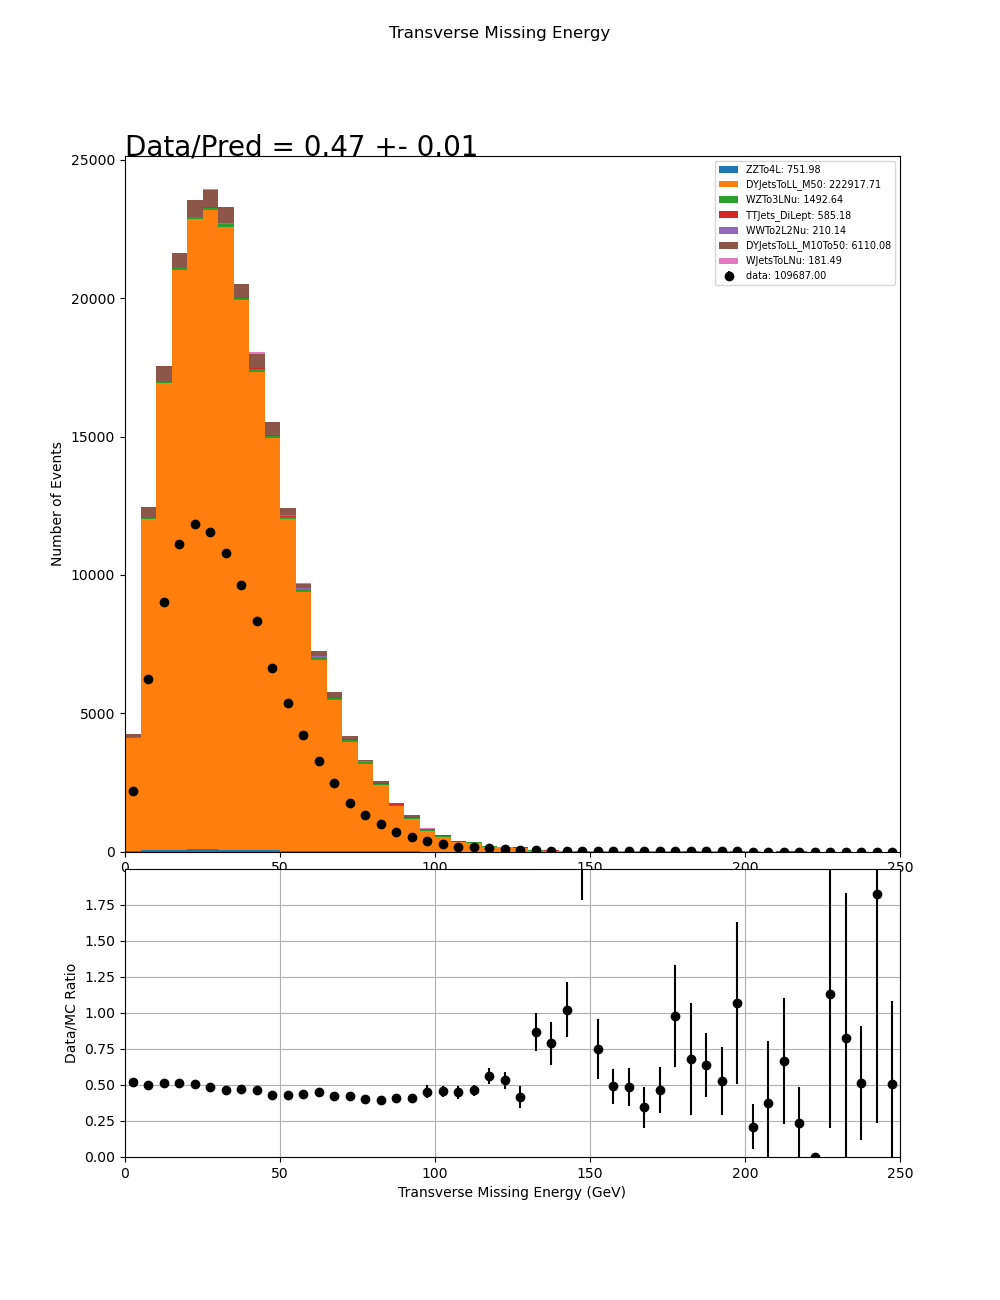 Transverse Missing Energy
Data/Pred = 0.47 +- 0.01
25000
20000
15000
10000
5000
0
Number of Events
ZZTo4L: 751.98
DYJetsToLL_M50: 222917.71
WZTo3LNu: 1492.64
TTJets_DiLept: 585.18
WWTo2L2Nu: 210.14
DYJetsToLL_M10To50: 6110.08
WJetsToLNu: 181.49
data: 109687.00
0 50 100 150 200 250
1.75
1.50
1.25
1.00
0.75
0.50
0.25
0.00
Data/MC Ratio
0 50 100 150 200 250
Transverse Missing Energy (GeV)